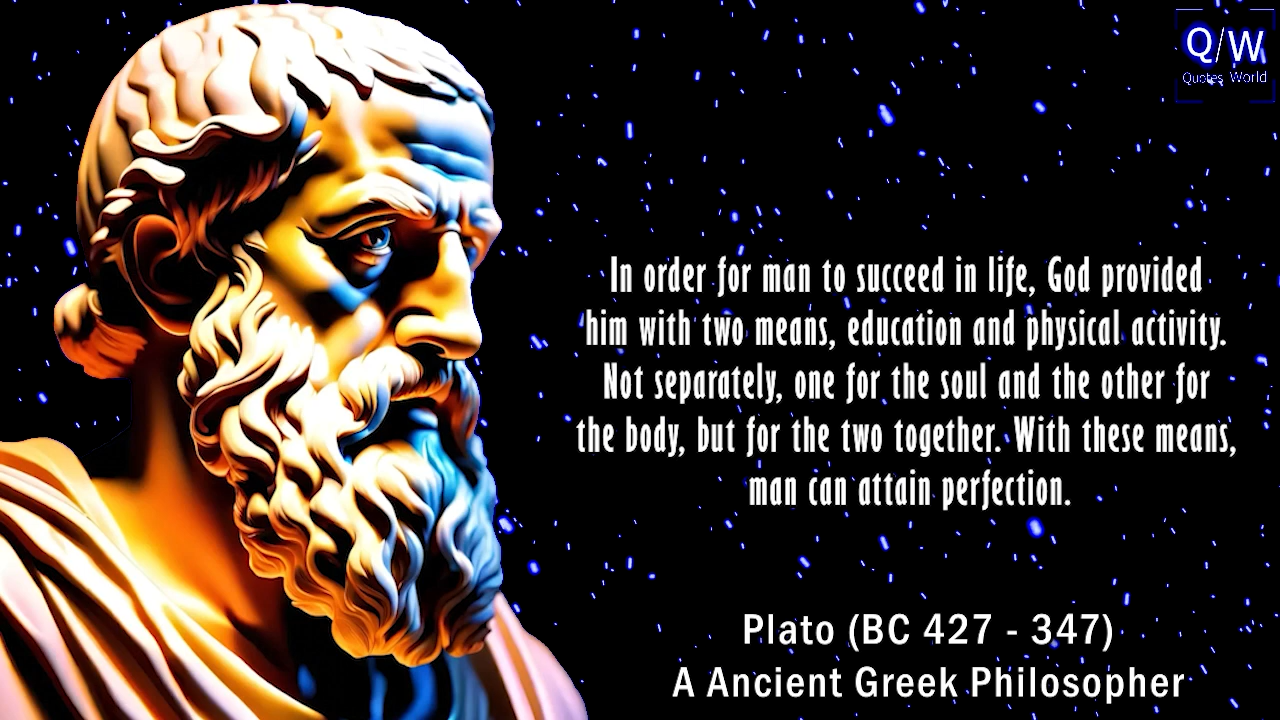 Q/W
Quotes World
In order for man to succeed in life, God provided
him with two means, education and physical activity.
Not separately, one for the soul and the other for
the body, but for the two together. With these means,
man can attain perfection.
Plato (BC 427 - 347)
A Ancient Greek Philosopher